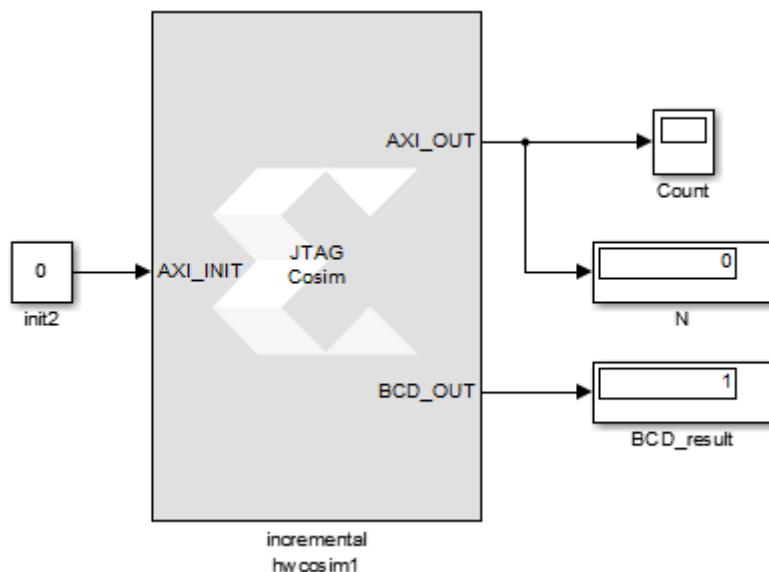 AXI_OUT
Count
0
init2
AXI_INIT
JTAG
Cosim
0
N
BCD_OUT
1
BCD_result
incremental
hwcosim1